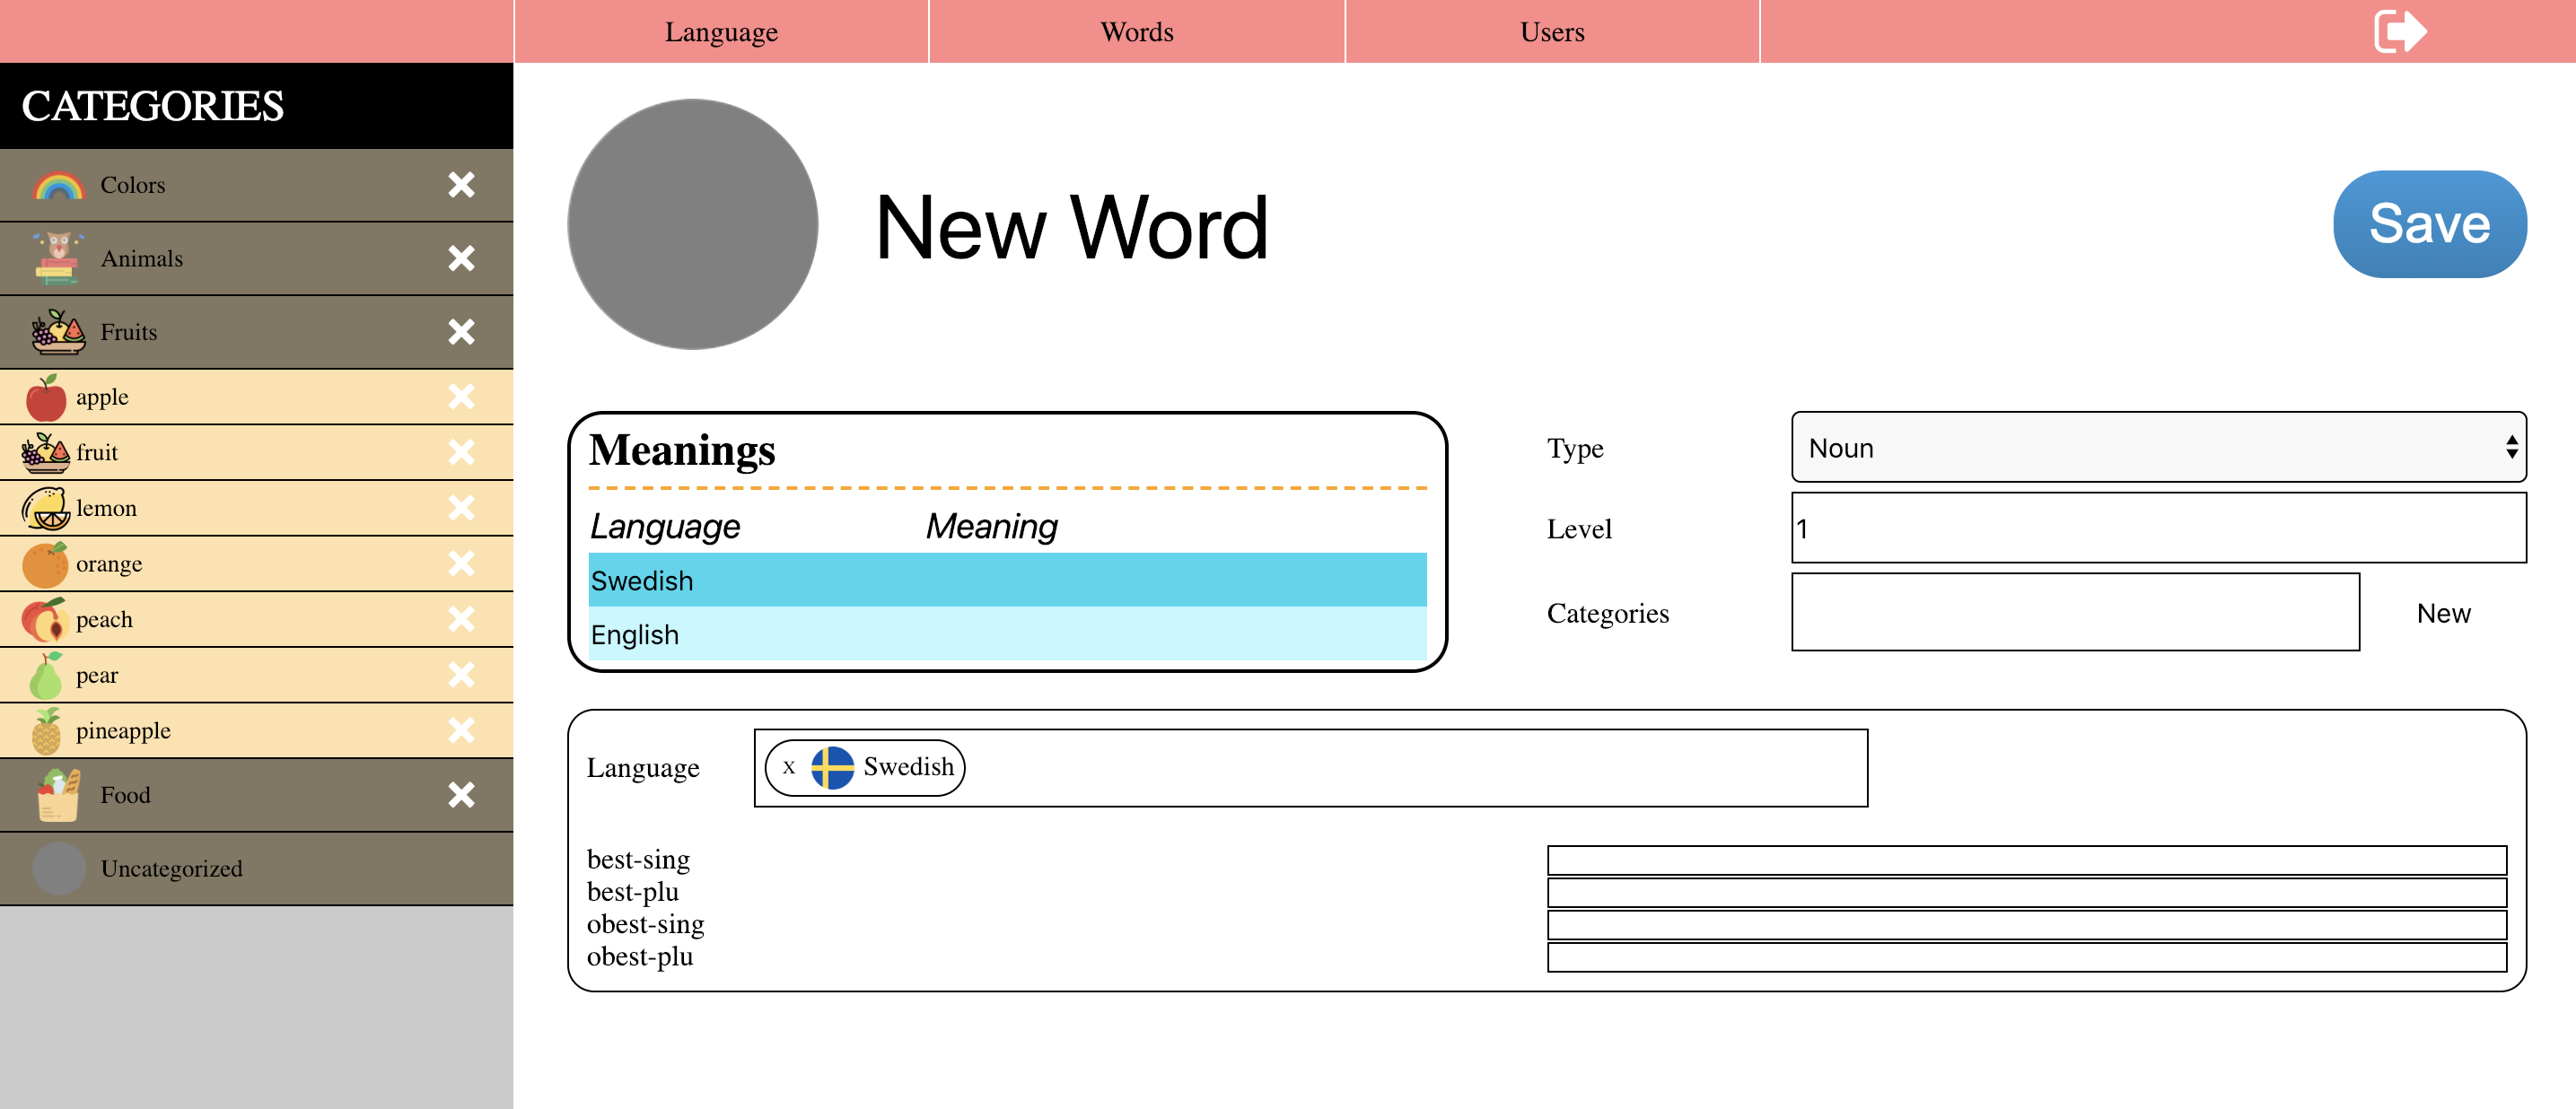 Language Words Users
CATEGORIES
Colors
Animals
Fruits
apple
fruit
lemon
orange
peach
pear
pineapple
Food
Uncategorized
New Word
Save
Meanings
Language Meaning
Swedish
English
Type Noun
Level 1
Categories New
Language x Swedish
best-sing
best-plu
obest-sing
obest-plu